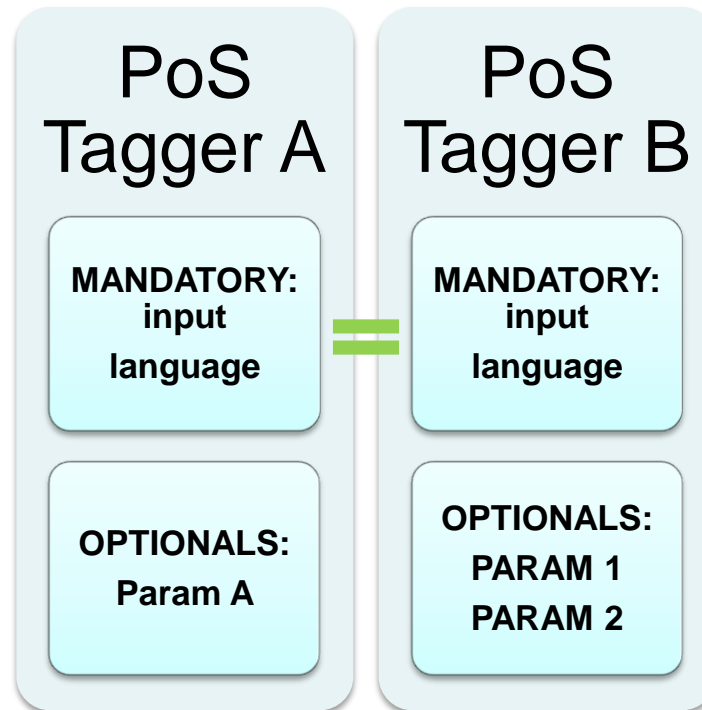 PoS
Tagger A
MANDATORY:
input
language
OPTIONALS:
Param A
PoS
Tagger B
MANDATORY:
input
language
OPTIONALS:
PARAM 1
PARAM 2